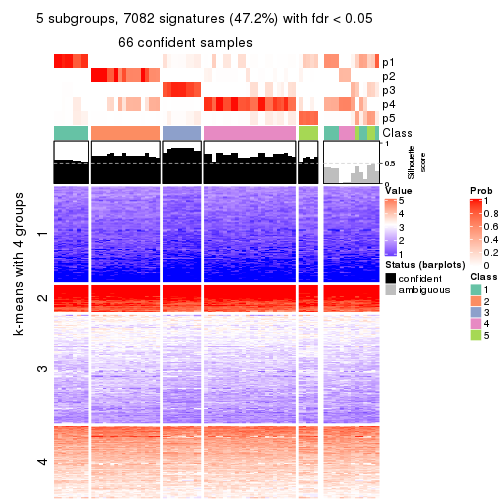 5 subgroups, 7082 signatures (47.2%) with fdr < 0.05
66 confident samples
p1
p2
p3
p4
p5
Class
1
0.5
0
Silhouette
score
k-means with 4 groups
1
2
3
4
Value
5
4
3
2
1
Status (barplots)
confident
ambiguous
Prob
1
0.8
0.6
0.4
0.2
0
Class
1
2
3
4
5